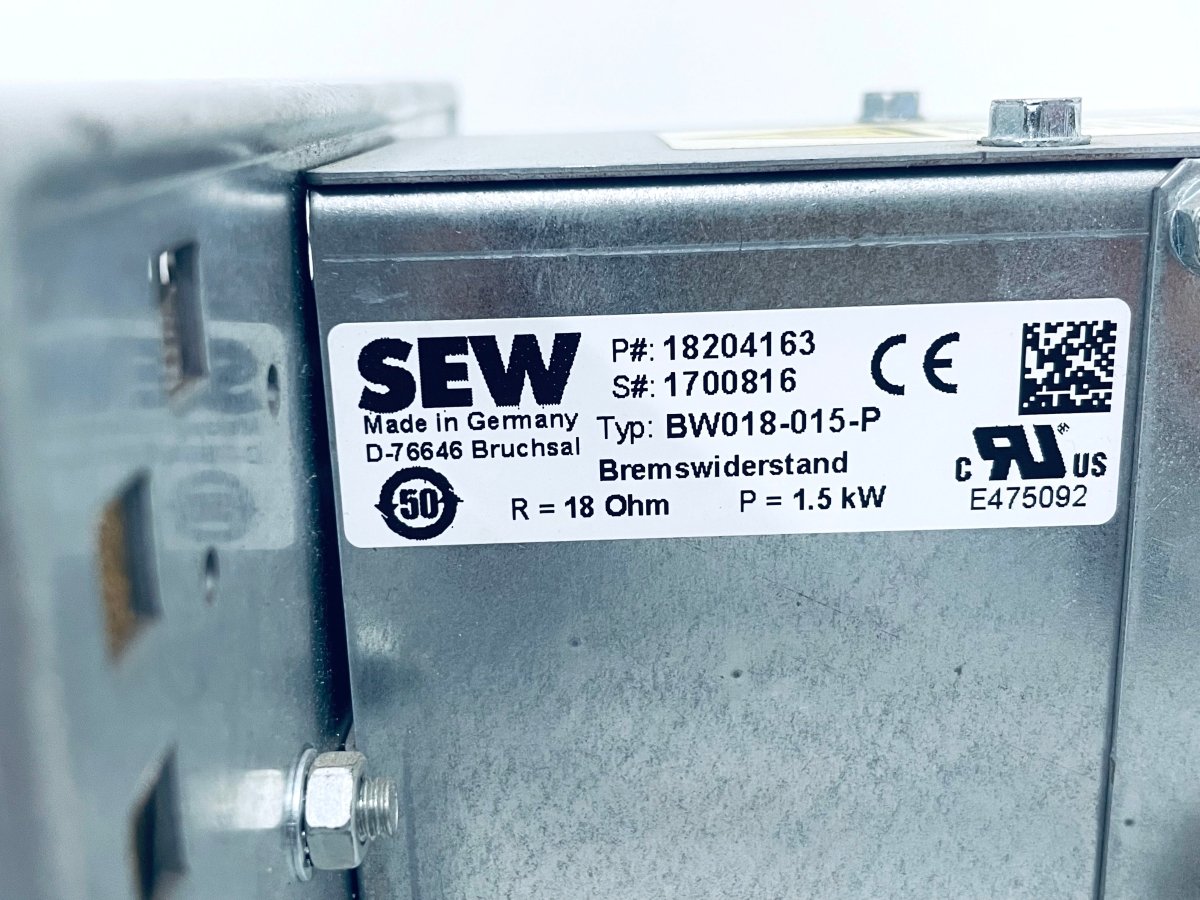 SEW
Made in Germany
D-76646 Bruchsal
50
P#: 18204163
S#: 1700816
Typ: BW018-015-P
Bremswiderstand
R = 18 Ohm P = 1.5 kW
CE
c RU® US
E475092